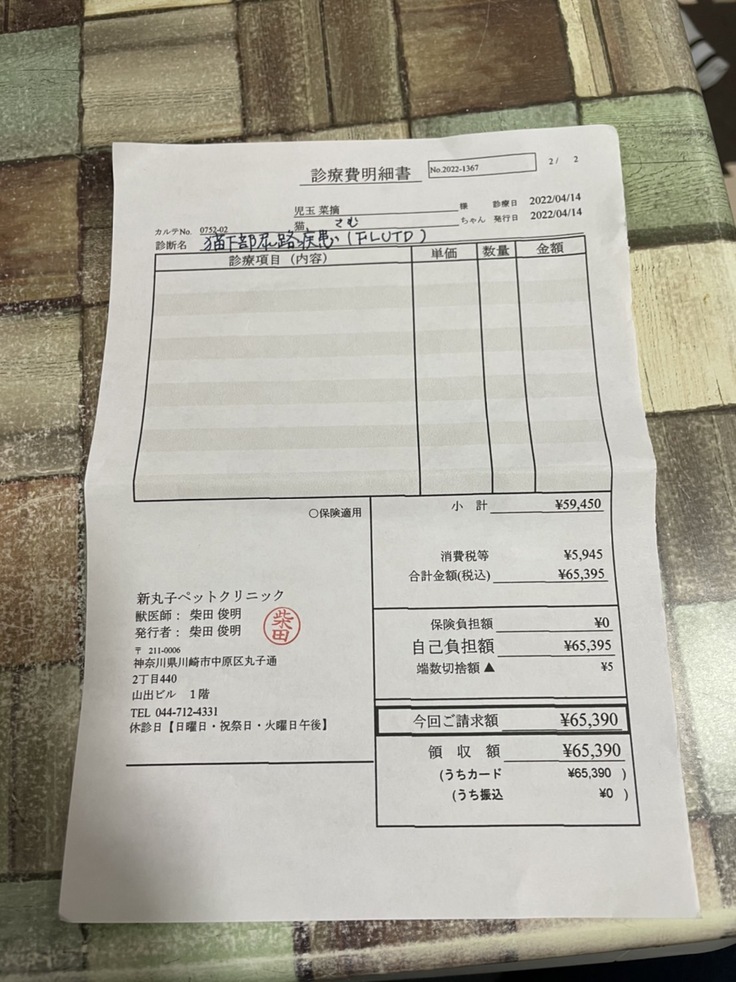 診療費明細書
No.2022-1367
2 / 2
児玉 菜摘 様 診療日 2022/04/14
猫、 さむ ちゃん 発行日 2022/04/14
カルテNo. 0752-02
診断名 猫下部尿路疾患 (FLUTD)
診療項目 (内容) 単価 数量 金額
小 計 ¥59,450
○保険適用
消費税等 ¥5,945
合計金額(税込) ¥65,395
保険負担額 ¥0
自己負担額 ¥65,395
端数切捨額 ▲ ¥5
今回ご請求額 ¥65,390
領 収 額 ¥65,390
(うちカード ¥65,390 )
(うち振込 ¥0 )
新丸子ペットクリニック
獣医師: 柴田 俊明
発行者: 柴田 俊明
柴田
〒 211-0006
神奈川県川崎市中原区丸子通
2丁目440
山出ビル 1階
TEL 044-712-4331
休診日【日曜日・祝祭日・火曜日午後】